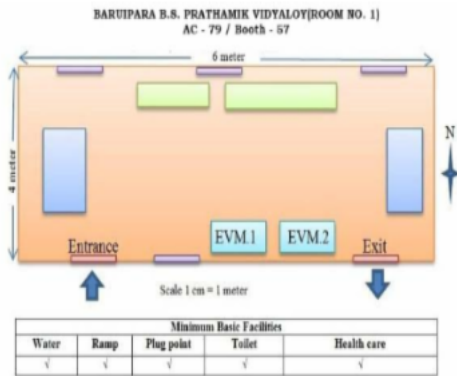 BARUIPARA B.S. PRATHAMIK VIDYALOY(ROOM NO. 1)
AC - 79 / Booth - 57
6 meter
4 meter
N
EVM.1 EVM.2
Entrance Exit
Scale 1 cm = 1 meter
Minimum Basic Facilities
Water Ramp Plug point Toilet Health care
√ √ √ √ √